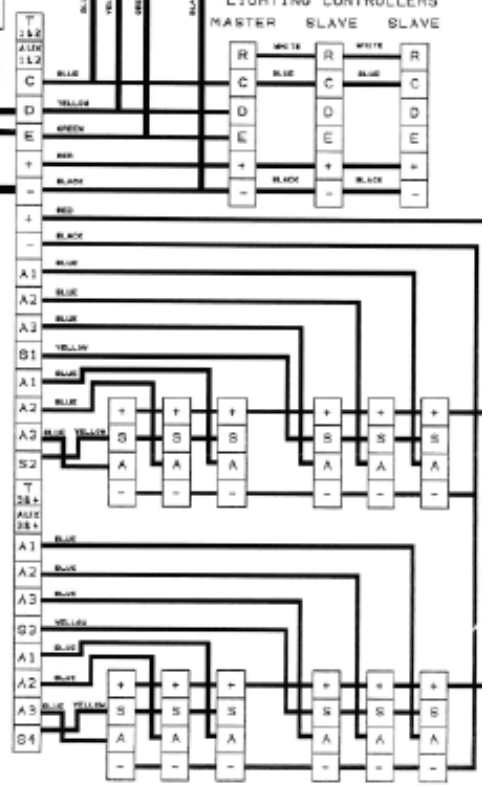 LIGHTING CONTROLLERS
MASTER SLAVE SLAVE
T
1&2
AUX
1&2
C BLUE
D YELLOW
E GREEN
+ RED
- BLACK
+ RED
- BLACK
A1 BLUE
A2 BLUE
A3 BLUE
S1 YELLOW
A1 BLUE
A2 BLUE
A3 BLUE YELLOW
S2
T
3&4
AUX
3&4
A1 BLUE
A2 BLUE
A3 BLUE
S3 YELLOW
A1 BLUE
A2 BLUE
A3 BLUE YELLOW
S4
R WHITE R WHITE R
C BLUE C BLUE C
D D D
E E E
+ + +
- BLACK - BLACK -
+ + + + + +
S S S S S S
A A A A A A
- - - - - -
+ + + + + +
S S S S S S
A A A A A A
- - - - - -